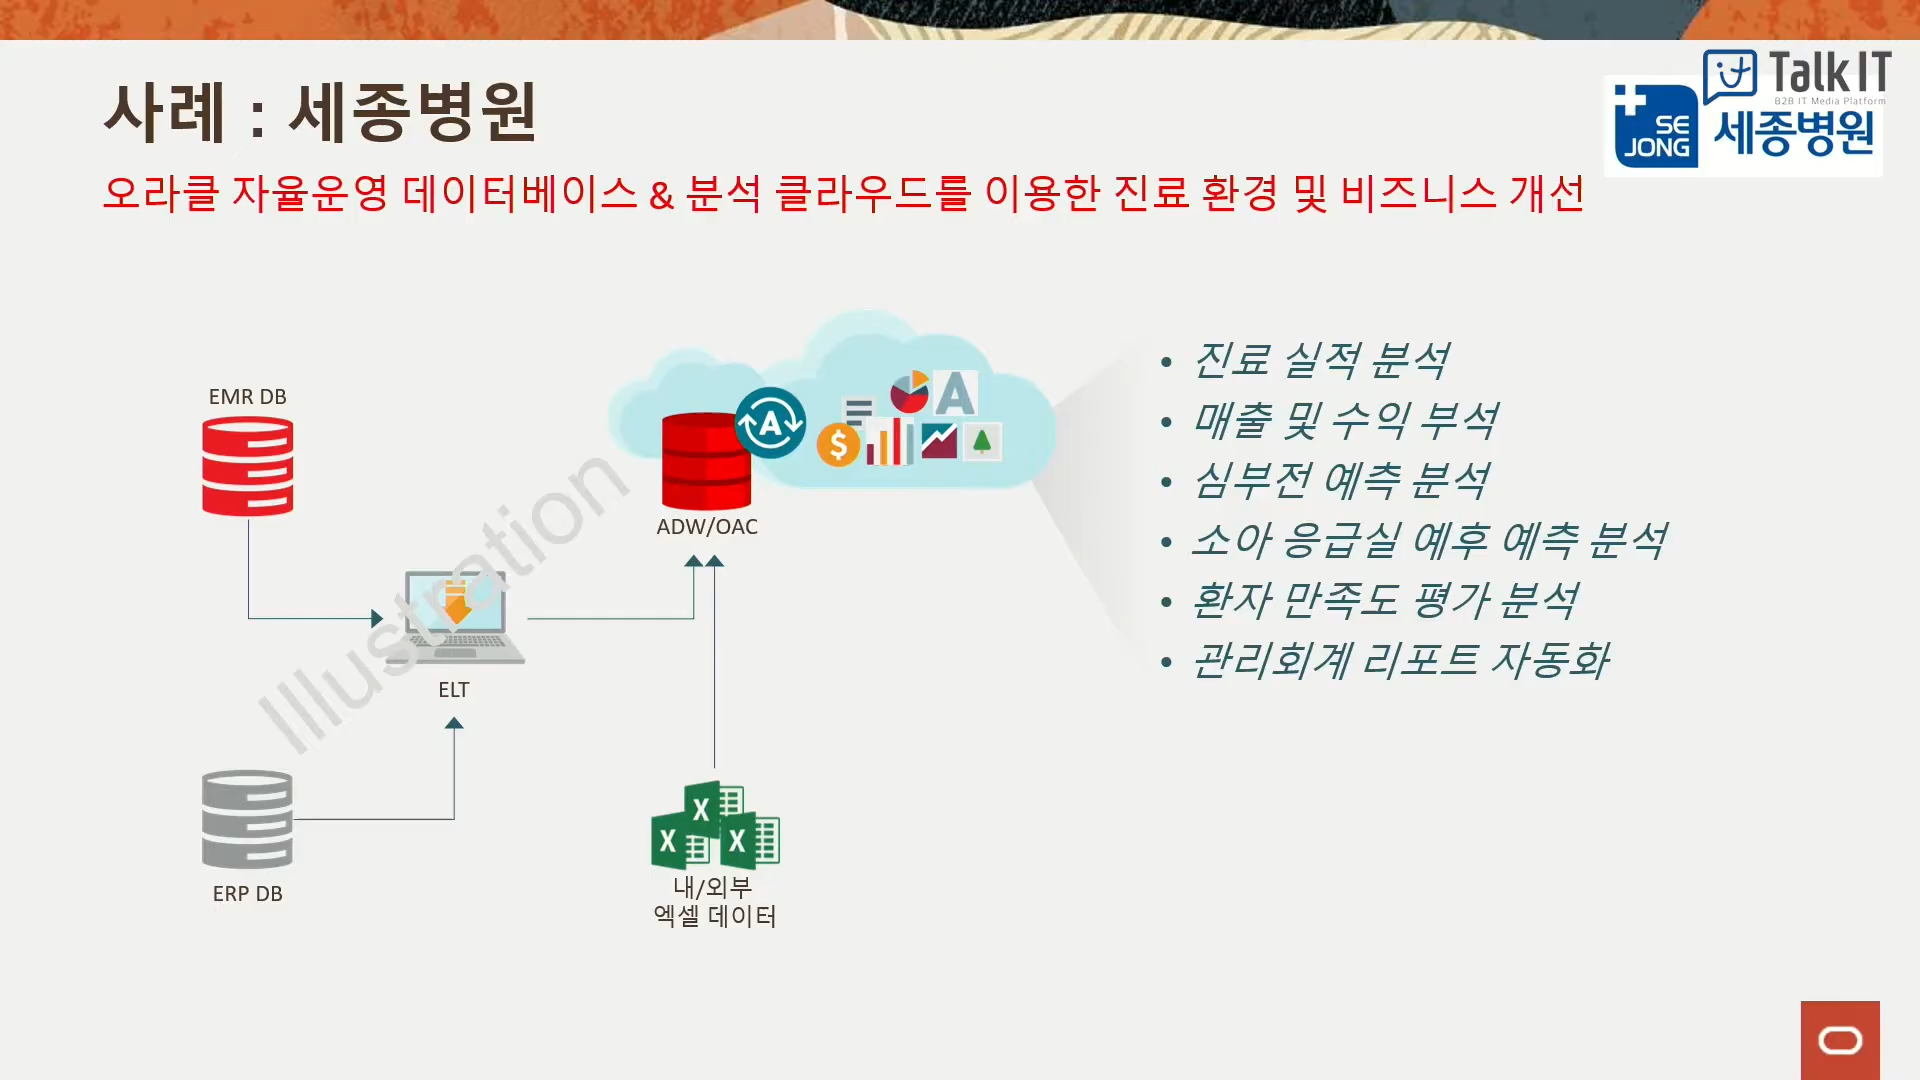 Talk IT
B2B IT Media Platform
SE
JONG
세종병원
사례 : 세종병원
오라클 자율운영 데이터베이스 & 분석 클라우드를 이용한 진료 환경 및 비즈니스 개선
EMR DB
ADW/OAC
A
A
$
Illustration
ELT
ERP DB
X
X
X
내/외부
엑셀 데이터
• 진료 실적 분석
• 매출 및 수익 부석
• 심부전 예측 분석
• 소아 응급실 예후 예측 분석
• 환자 만족도 평가 분석
• 관리회계 리포트 자동화